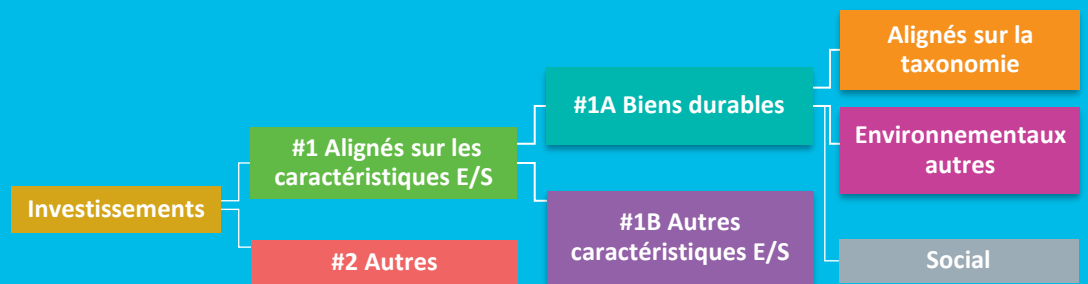 Investissements
#1 Alignés sur les
caractéristiques E/S
#2 Autres
#1A Biens durables
#1B Autres
caractéristiques E/S
Alignés sur la
taxonomie
Environnementaux
autres
Social